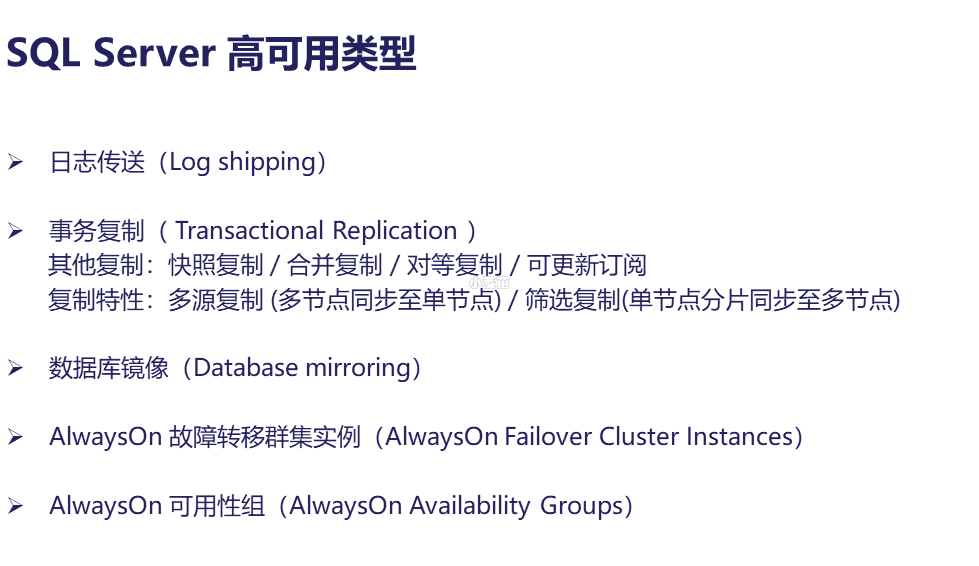 SQL Server 高可用类型
➢ 日志传送（Log shipping）
➢ 事务复制（ Transactional Replication ）
其他复制：快照复制 / 合并复制 / 对等复制 / 可更新订阅
复制特性：多源复制 (多节点同步至单节点) / 筛选复制(单节点分片同步至多节点)
➢ 数据库镜像（Database mirroring）
➢ AlwaysOn 故障转移群集实例（AlwaysOn Failover Cluster Instances）
➢ AlwaysOn 可用性组（AlwaysOn Availability Groups）